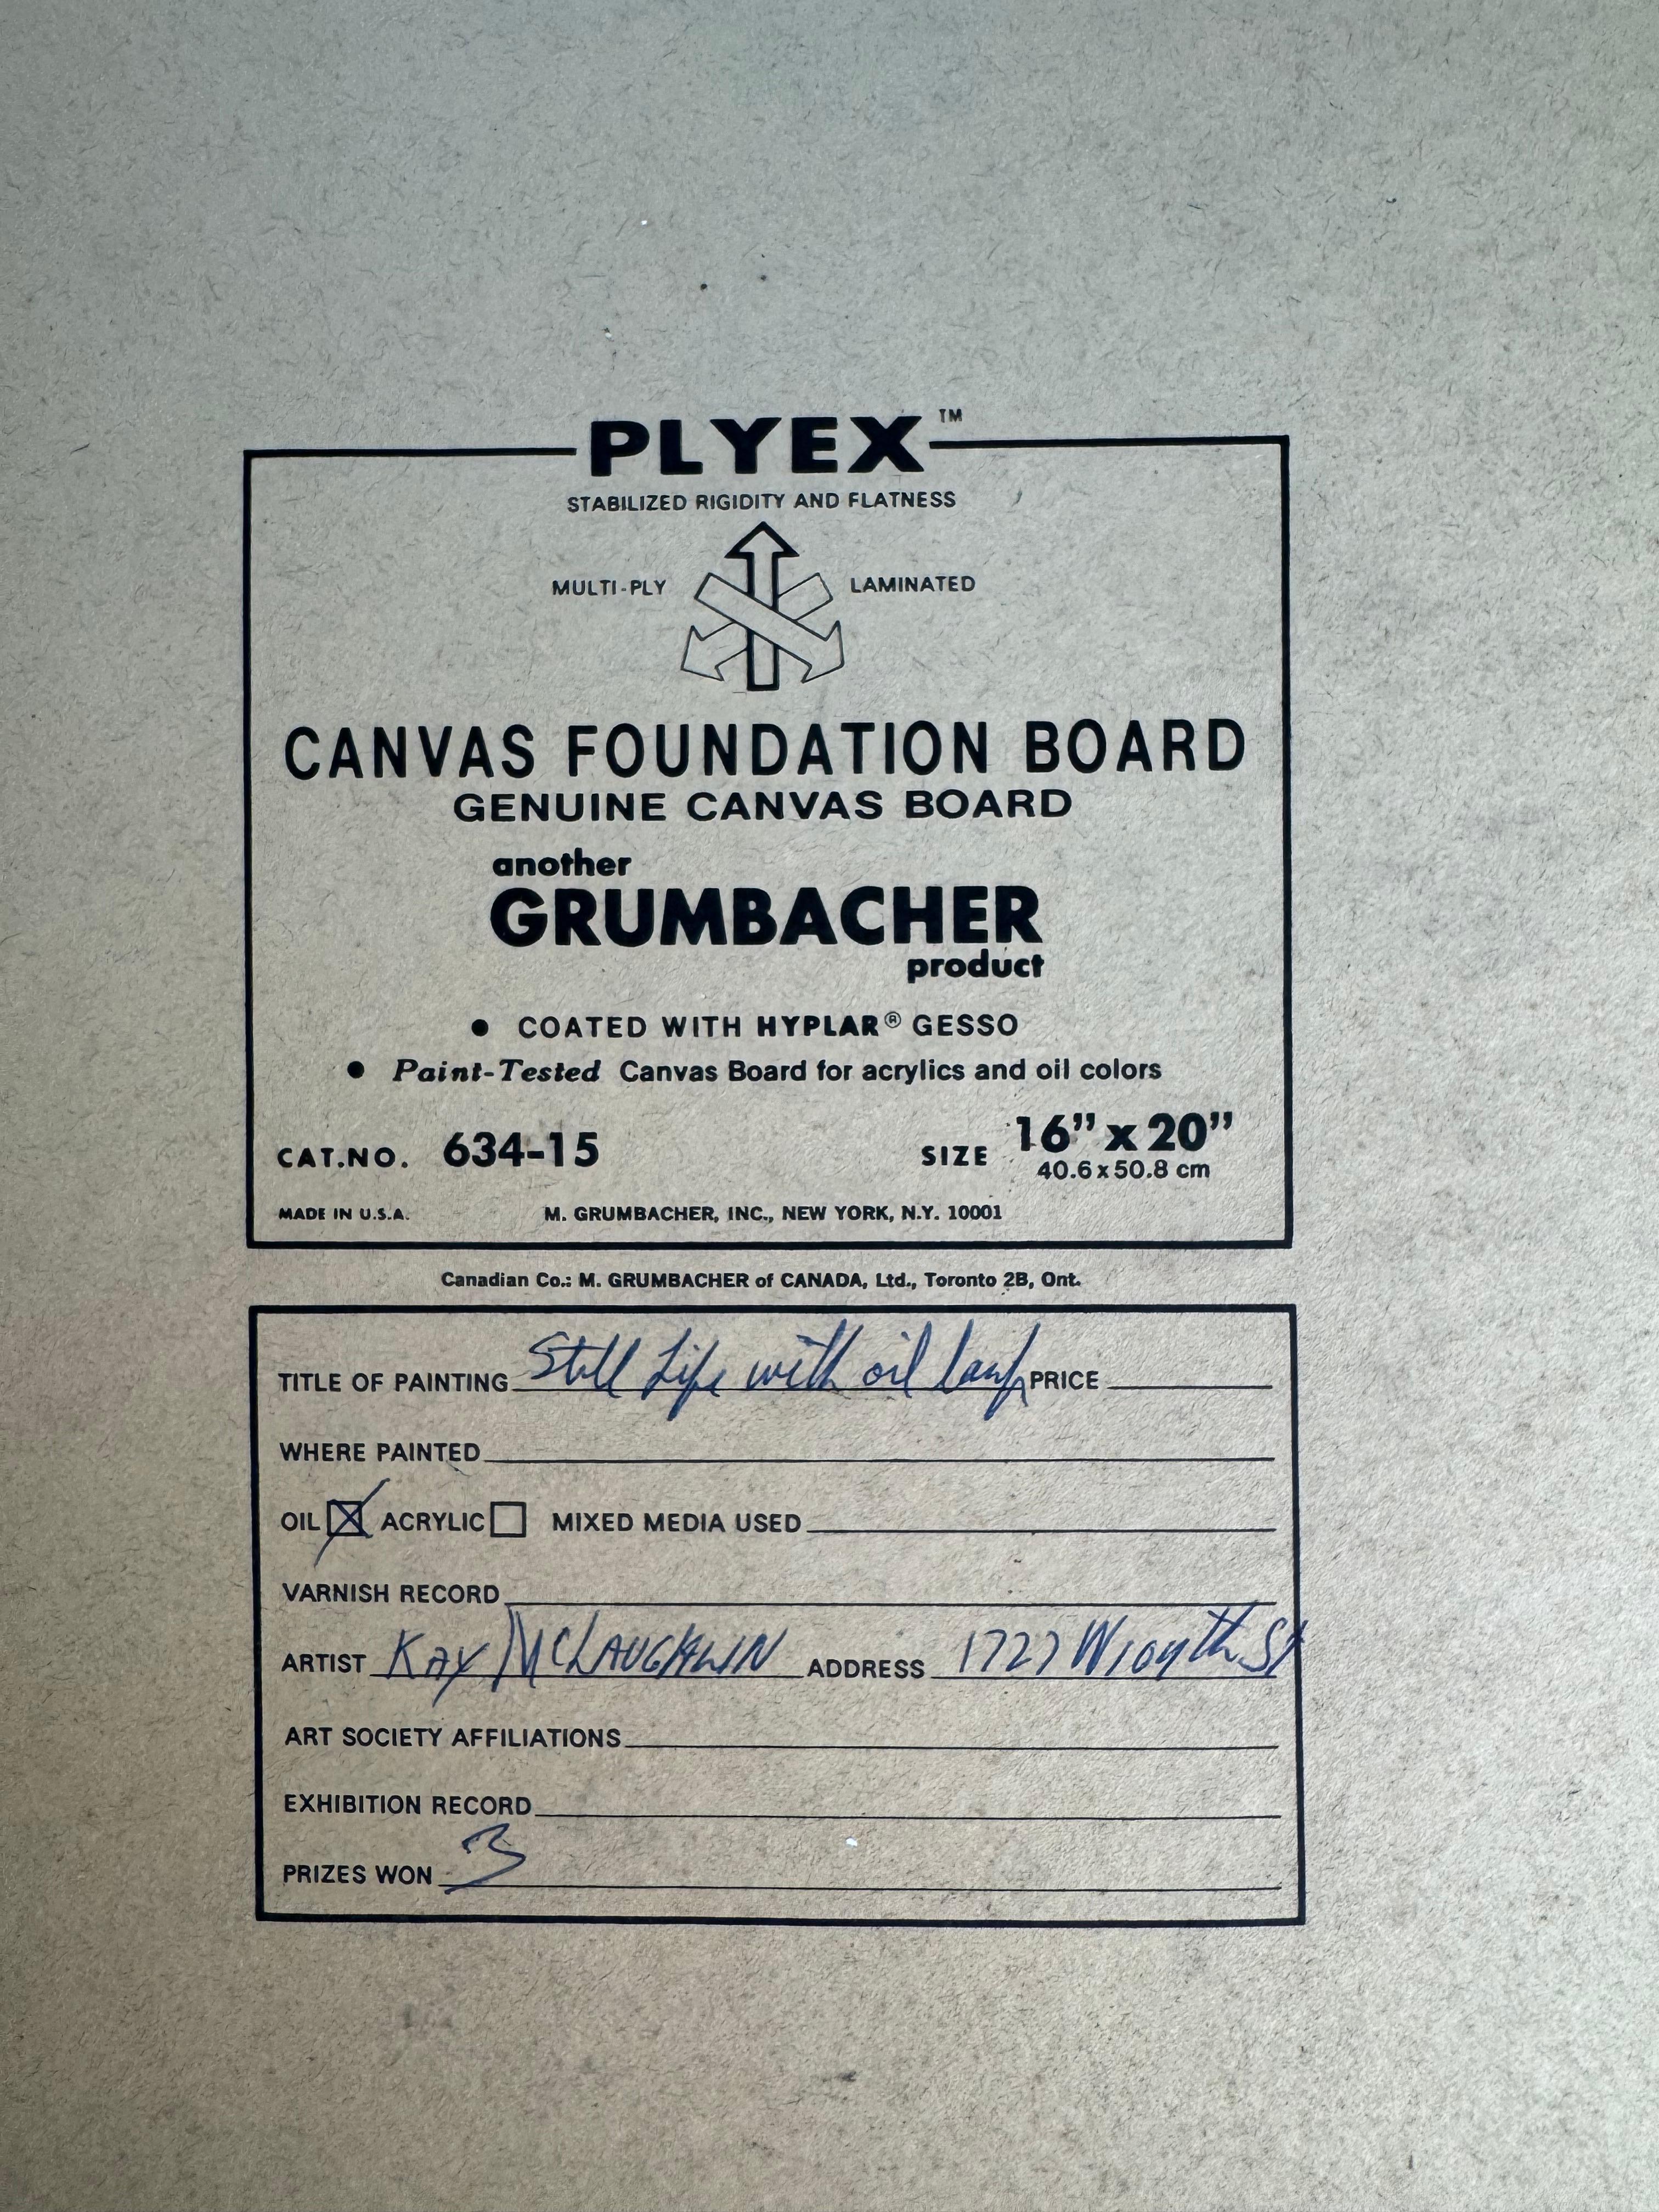 PLYEX™
STABILIZED RIGIDITY AND FLATNESS
MULTI-PLY LAMINATED
CANVAS FOUNDATION BOARD
GENUINE CANVAS BOARD
another
GRUMBACHER
product
• COATED WITH HYPLAR® GESSO
• Paint-Tested Canvas Board for acrylics and oil colors
CAT.NO. 634-15 SIZE 16” x 20”
40.6 x 50.8 cm
MADE IN U.S.A. M. GRUMBACHER, INC., NEW YORK, N.Y. 10001
Canadian Co.: M. GRUMBACHER of CANADA, Ltd., Toronto 2B, Ont.
TITLE OF PAINTING Still Life with oil lamp PRICE
WHERE PAINTED
OIL ACRYLIC MIXED MEDIA USED
VARNISH RECORD
ARTIST KAY McLAUGHLIN ADDRESS 1727 W 104th St
ART SOCIETY AFFILIATIONS
EXHIBITION RECORD
PRIZES WON 3